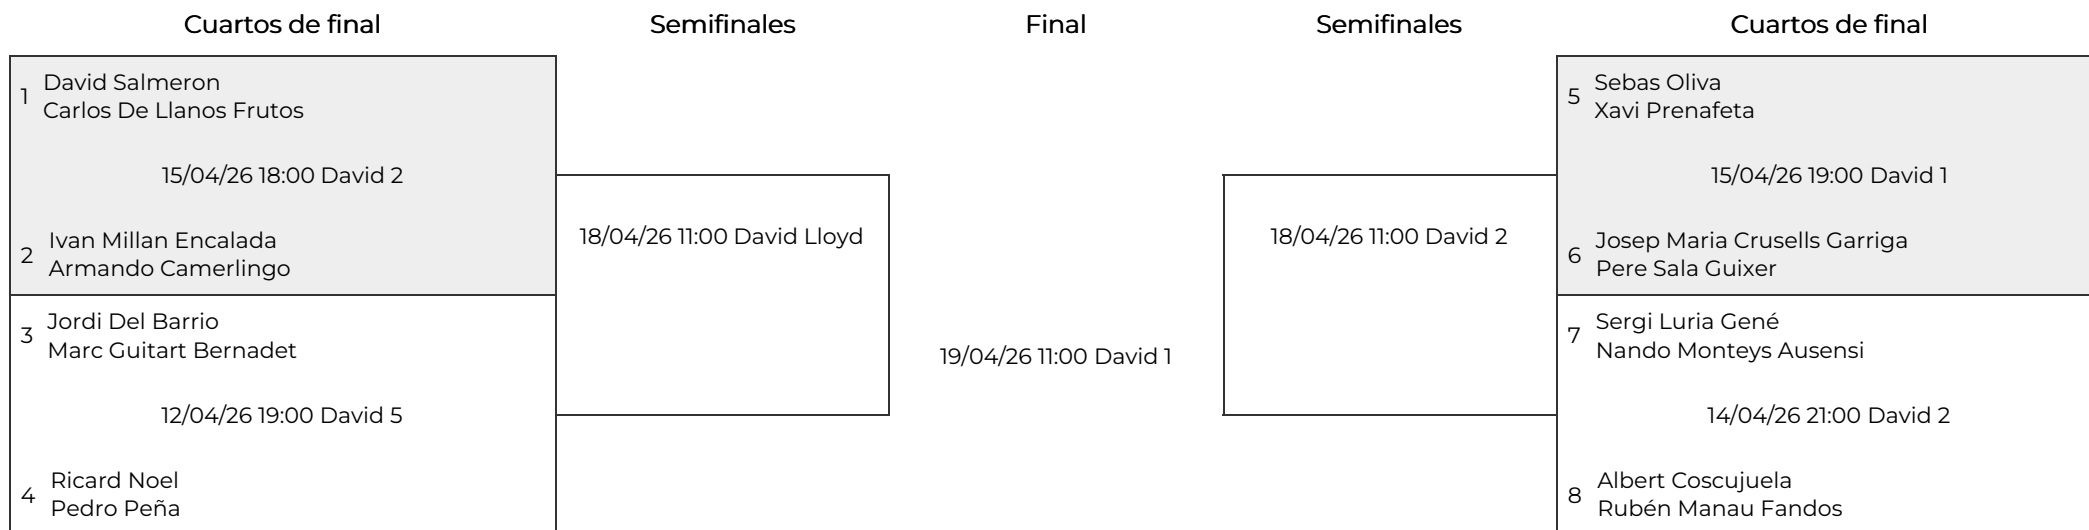 Cuartos de final
Semifinales
Final
Semifinales
Cuartos de final
1
David Salmeron
Carlos De Llanos Frutos
15/04/26 18:00 David 2
2
Ivan Millan Encalada
Armando Camerlingo
3
Jordi Del Barrio
Marc Guitart Bernadet
12/04/26 19:00 David 5
4
Ricard Noel
Pedro Peña
18/04/26 11:00 David Lloyd
19/04/26 11:00 David 1
18/04/26 11:00 David 2
5
Sebas Oliva
Xavi Prenafeta
15/04/26 19:00 David 1
6
Josep Maria Crusells Garriga
Pere Sala Guixer
7
Sergi Luria Gené
Nando Monteys Ausensi
14/04/26 21:00 David 2
8
Albert Coscujuela
Rubén Manau Fandos